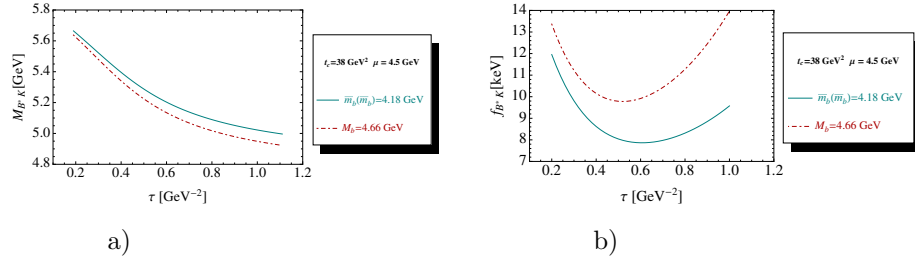 M_{B* K} [GeV]
5.8
5.6
5.4
5.2
5.0
4.8
0.2 0.4 0.6 0.8 1.0 1.2
τ [GeV⁻²]
t_c=38 GeV² μ = 4.5 GeV
m̅_b(m̅_b)=4.18 GeV
M_b=4.66 GeV
a)
f_{B* K} [keV]
14
13
12
11
10
9
8
7
0.0 0.2 0.4 0.6 0.8 1.0 1.2
τ [GeV⁻²]
t_c=38 GeV² μ = 4.5 GeV
m̅_b(m̅_b)=4.18 GeV
M_b=4.66 GeV
b)